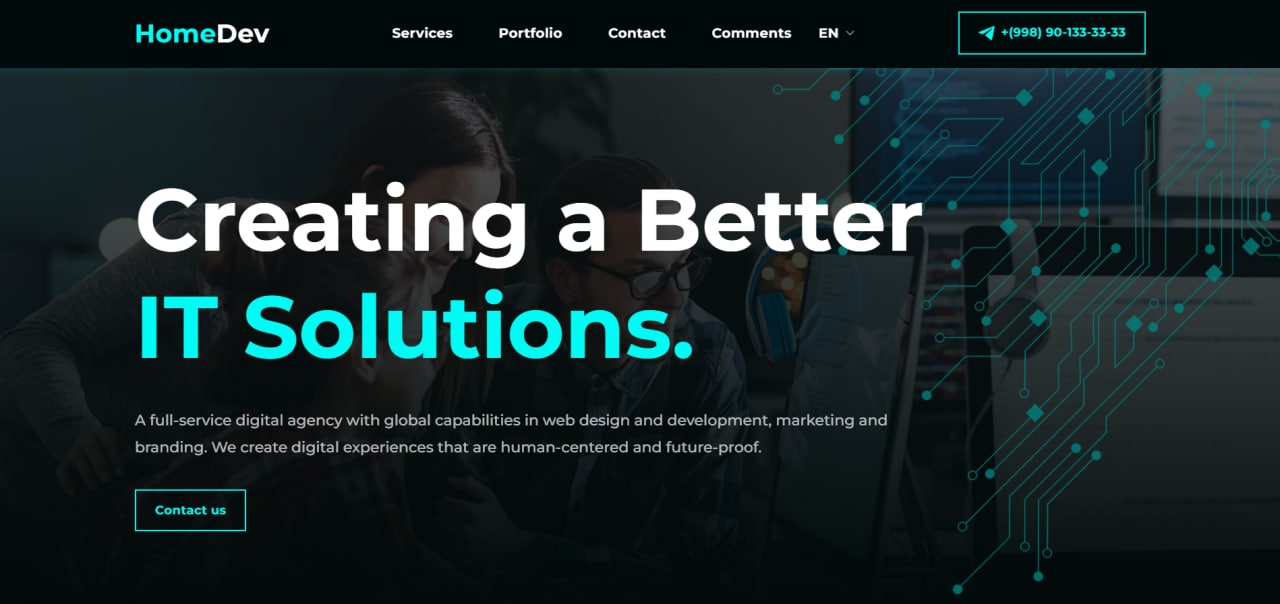 HomeDev
Services
Portfolio
Contact
Comments
EN
+(998) 90-133-33-33
Creating a Better
IT Solutions.
A full-service digital agency with global capabilities in web design and development, marketing and
branding. We create digital experiences that are human-centered and future-proof.
Contact us